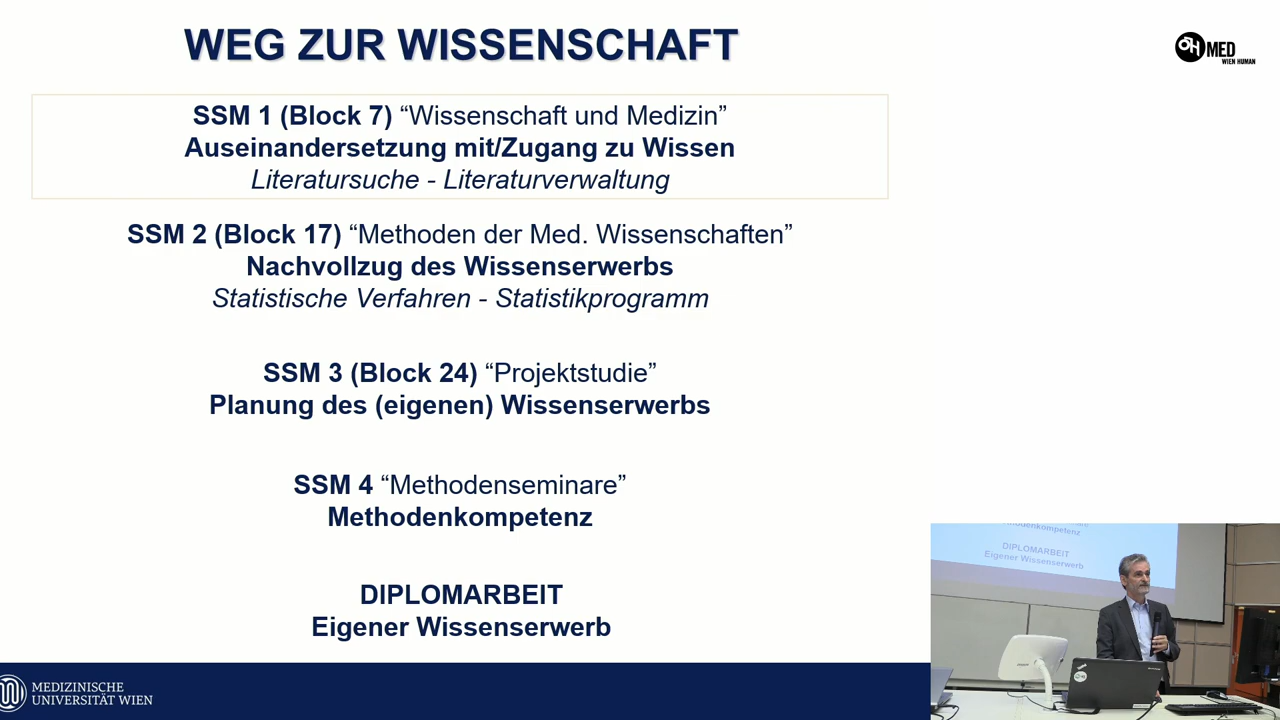 WEG ZUR WISSENSCHAFT
ÖH MED
WIEN HUMAN
SSM 1 (Block 7) “Wissenschaft und Medizin”
Auseinandersetzung mit/Zugang zu Wissen
Literatursuche - Literaturverwaltung
SSM 2 (Block 17) “Methoden der Med. Wissenschaften”
Nachvollzug des Wissenserwerbs
Statistische Verfahren - Statistikprogramm
SSM 3 (Block 24) “Projektstudie”
Planung des (eigenen) Wissenserwerbs
SSM 4 “Methodenseminare”
Methodenkompetenz
DIPLOMARBEIT
Eigener Wissenserwerb
DIPLOMARBEIT
Eigener Wissenserwerb
MEDIZINISCHE
UNIVERSITÄT WIEN